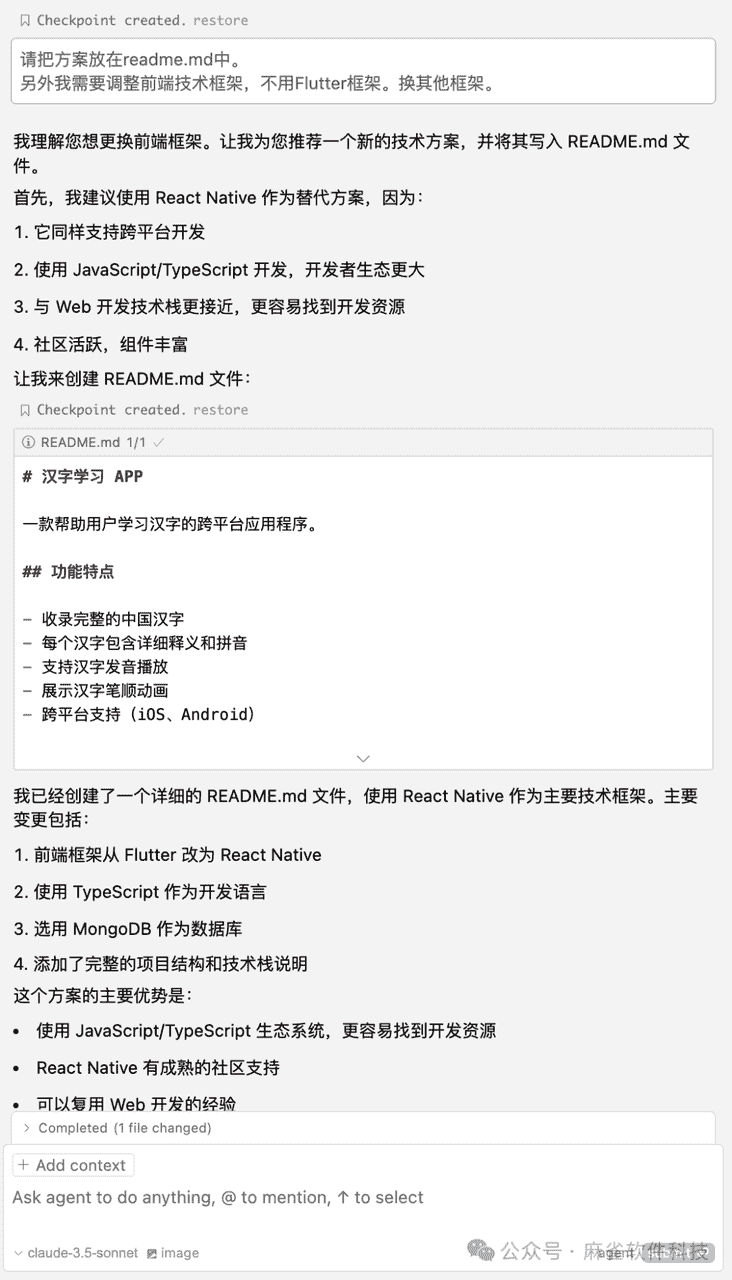 Checkpoint created. restore
请把方案放在readme.md中。
另外我需要调整前端技术框架，不用Flutter框架。换其他框架。
我理解您想更换前端框架。让我为您推荐一个新的技术方案，并将其写入 README.md 文
件。
首先，我建议使用 React Native 作为替代方案，因为：
1. 它同样支持跨平台开发
2. 使用 JavaScript/TypeScript 开发，开发者生态更大
3. 与 Web 开发技术栈更接近，更容易找到开发资源
4. 社区活跃，组件丰富
让我来创建 README.md 文件：
Checkpoint created. restore
README.md 1/1
# 汉字学习 APP
一款帮助用户学习汉字的跨平台应用程序。
## 功能特点
- 收录完整的中国汉字
- 每个汉字包含详细释义和拼音
- 支持汉字发音播放
- 展示汉字笔顺动画
- 跨平台支持（iOS、Android）
我已经创建了一个详细的 README.md 文件，使用 React Native 作为主要技术框架。主要
变更包括：
1. 前端框架从 Flutter 改为 React Native
2. 使用 TypeScript 作为开发语言
3. 选用 MongoDB 作为数据库
4. 添加了完整的项目结构和技术栈说明
这个方案的主要优势是：
• 使用 JavaScript/TypeScript 生态系统，更容易找到开发资源
• React Native 有成熟的社区支持
• 可以复用 Web 开发的经验
Completed (1 file changed)
+ Add context
Ask agent to do anything, @ to mention, ↑ to select
claude-3.5-sonnet image agent
公众号 · 麻雀软件科技